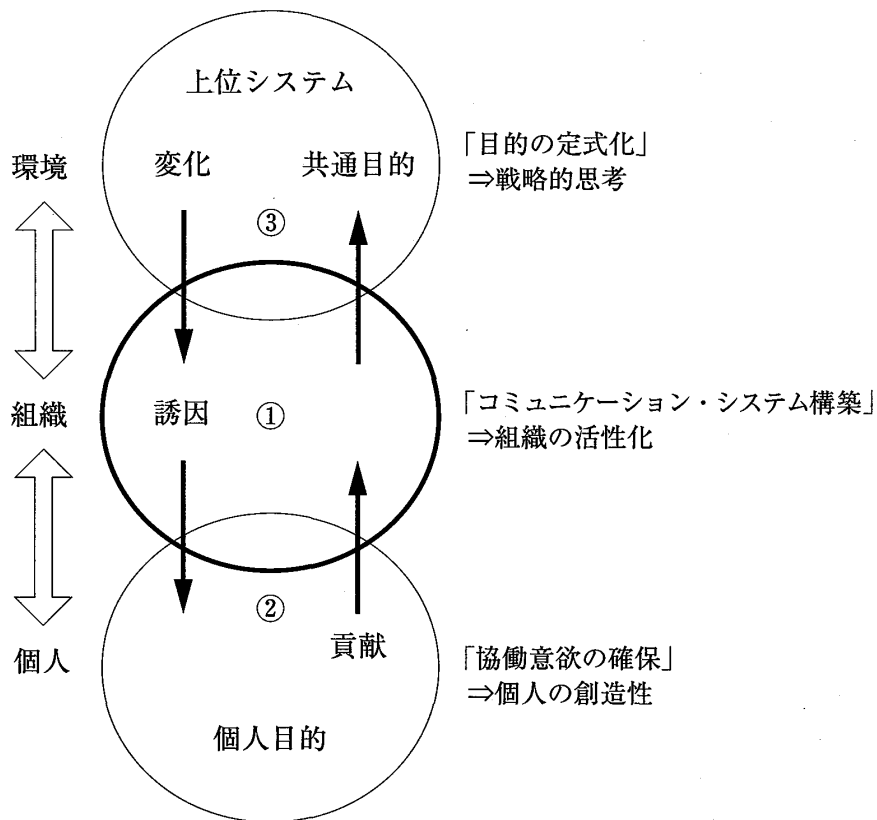 上位システム
環境
変化
共通目的
「目的の定式化」
⇒戦略的思考
③
組織
誘因
①
「コミュニケーション・システム構築」
⇒組織の活性化
②
個人
貢献
「協働意欲の確保」
⇒個人の創造性
個人目的